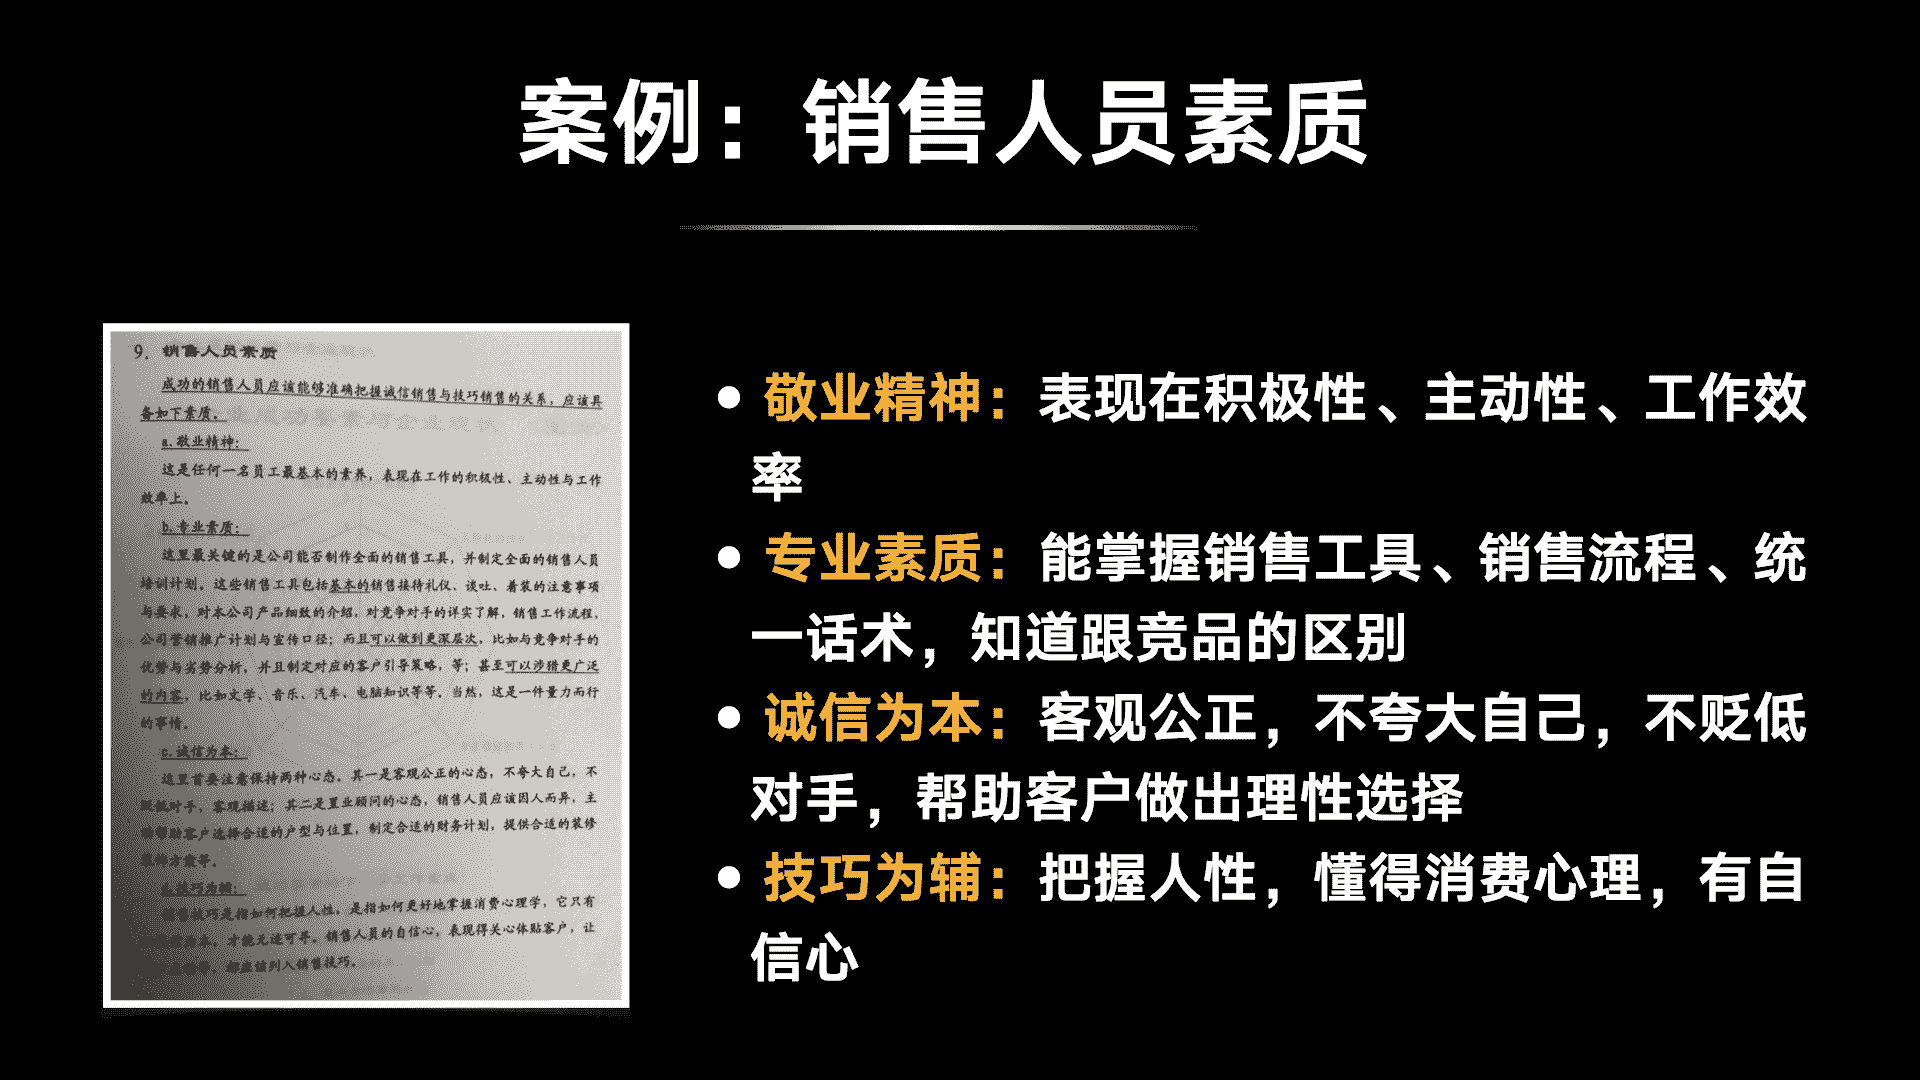 案例：销售人员素质
9. 销售人员素质
成功的销售人员应该能够准确把握诚信销售与技巧销售的关系，应该具
备如下素质。
a.敬业精神：
这是任何一名员工最基本的素养，表现在工作的积极性、主动性与工作
效率上。
b.专业素质：
这里最关键的是公司能否制作全面的销售工具，并制定全面的销售人员
培训计划。这些销售工具包括基本的销售接待礼仪、谈吐、着装的注意事项
与要求，对本公司产品细致的介绍，对竞争对手的详实了解，销售工作流程，
公司营销推广计划与宣传口径；而且可以做到更深层次，比如与竞争对手的
优势与劣势分析，并且制定对应的客户引导策略，等；甚至可以涉猎更广泛
的内容，比如文学、音乐、汽车、电脑知识等等。当然，这是一件量力而行
的事情。
c.诚信为本：
这里首要注意保持两种心态。其一是客观公正的心态，不夸大自己，不
贬低对手，客观描述；其二是置业顾问的心态，销售人员应该因人而异，主
动帮助客户选择合适的户型与位置，制定合适的财务计划，提供合适的装修
装饰方案等。
d.技巧为辅：
销售技巧是指如何把握人性，是指如何更好地掌握消费心理学，它只有
为本，才能无适可寻。销售人员的自信心，表现得关心体贴客户，让
都应该列入销售技巧。
• 敬业精神：表现在积极性、主动性、工作效
率
• 专业素质：能掌握销售工具、销售流程、统
一话术，知道跟竞品的区别
• 诚信为本：客观公正，不夸大自己，不贬低
对手，帮助客户做出理性选择
• 技巧为辅：把握人性，懂得消费心理，有自
信心